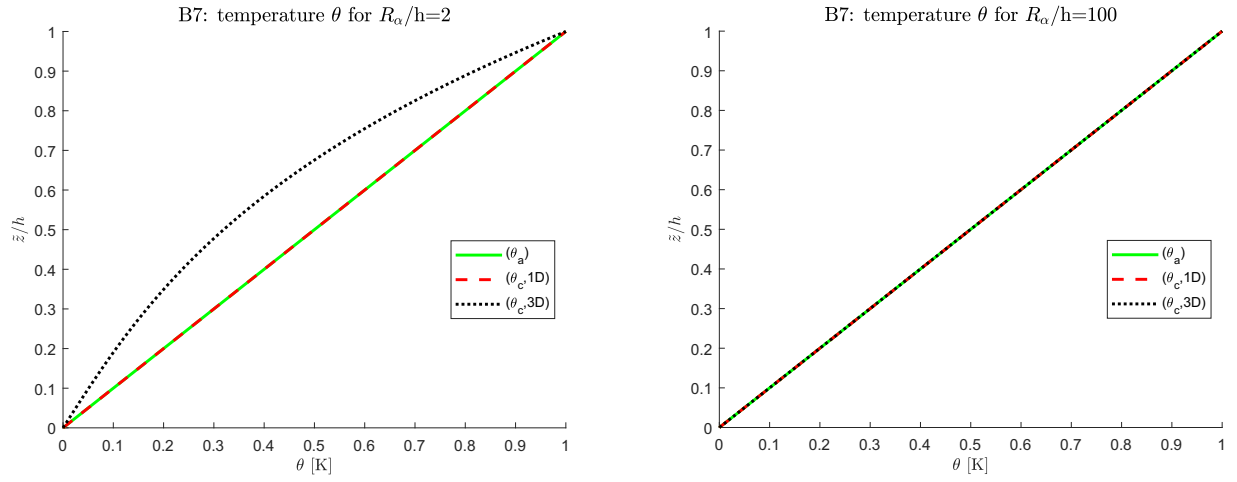 B7: temperature θ for R_α/h=2
1
0.9
0.8
0.7
0.6
0.5
0.4
0.3
0.2
0.1
0
z̃/h
(θ_a)
(θ_c,1D)
(θ_c,3D)
0 0.1 0.2 0.3 0.4 0.5 0.6 0.7 0.8 0.9 1
θ [K]
B7: temperature θ for R_α/h=100
1
0.9
0.8
0.7
0.6
0.5
0.4
0.3
0.2
0.1
0
z̃/h
(θ_a)
(θ_c,1D)
(θ_c,3D)
0 0.1 0.2 0.3 0.4 0.5 0.6 0.7 0.8 0.9 1
θ [K]